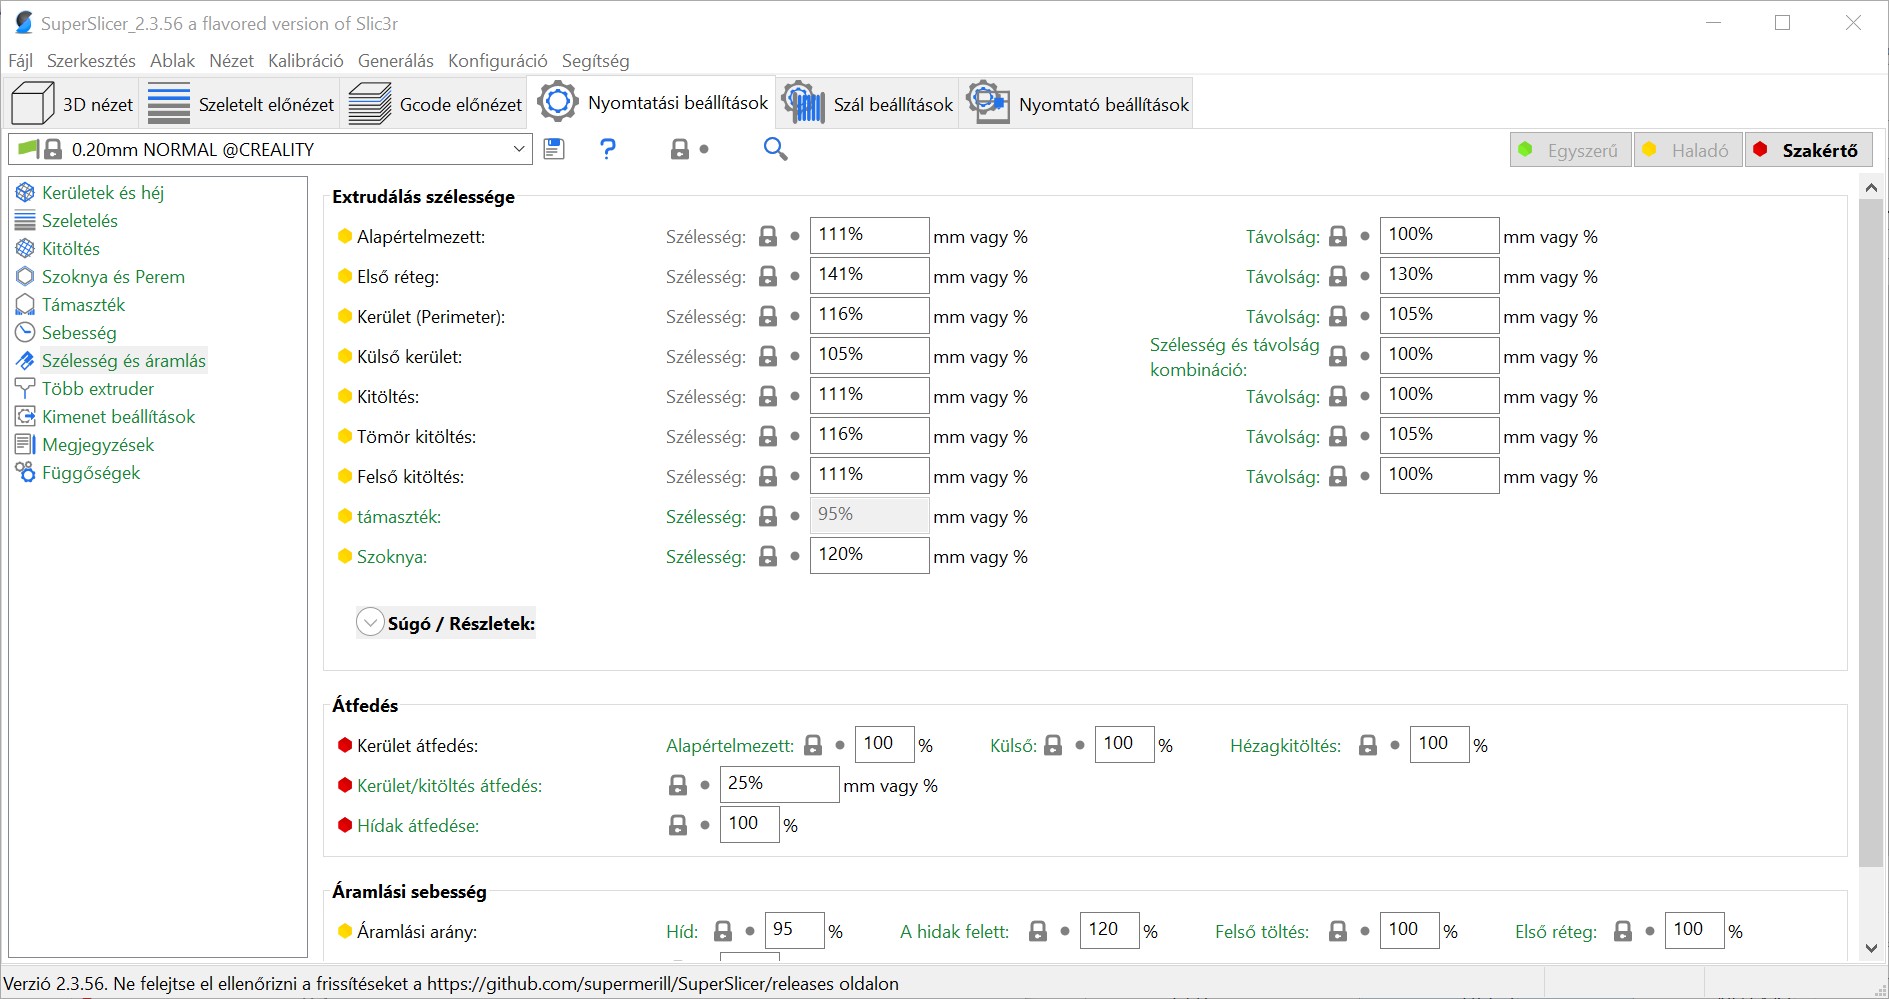 SuperSlicer_2.3.56 a flavored version of Slic3r
Fájl Szerkesztés Ablak Nézet Kalibráció Generálás Konfiguráció Segítség
3D nézet Szeletelt előnézet Gcode előnézet Nyomtatási beállítások Szál beállítások Nyomtató beállítások
0.20mm NORMAL @CREALITY ? Egyszerű Haladó Szakértő
Kerületek és héj
Szeletelés
Kitöltés
Szoknya és Perem
Támaszték
Sebesség
Szélesség és áramlás
Több extruder
Kimenet beállítások
Megjegyzések
Függőségek
Extrudálás szélessége
Alapértelmezett: Szélesség: 111% mm vagy % Távolság: 100% mm vagy %
Első réteg: Szélesség: 141% mm vagy % Távolság: 130% mm vagy %
Kerület (Perimeter): Szélesség: 116% mm vagy % Távolság: 105% mm vagy %
Külső kerület: Szélesség: 105% mm vagy % Szélesség és távolság
kombináció: 100% mm vagy %
Kitöltés: Szélesség: 111% mm vagy % Távolság: 100% mm vagy %
Tömör kitöltés: Szélesség: 116% mm vagy % Távolság: 105% mm vagy %
Felső kitöltés: Szélesség: 111% mm vagy % Távolság: 100% mm vagy %
támaszték: Szélesség: 95% mm vagy %
Szoknya: Szélesség: 120% mm vagy %
Súgó / Részletek:
Átfedés
Kerület átfedés: Alapértelmezett: 100 % Külső: 100 % Hézagkitöltés: 100 %
Kerület/kitöltés átfedés: 25% mm vagy %
Hídak átfedése: 100 %
Áramlási sebesség
Áramlási arány: Híd: 95 % A hidak felett: 120 % Felső töltés: 100 % Első réteg: 100 %
Verzió 2.3.56. Ne felejtse el ellenőrizni a frissítéseket a https://github.com/supermerill/SuperSlicer/releases oldalon